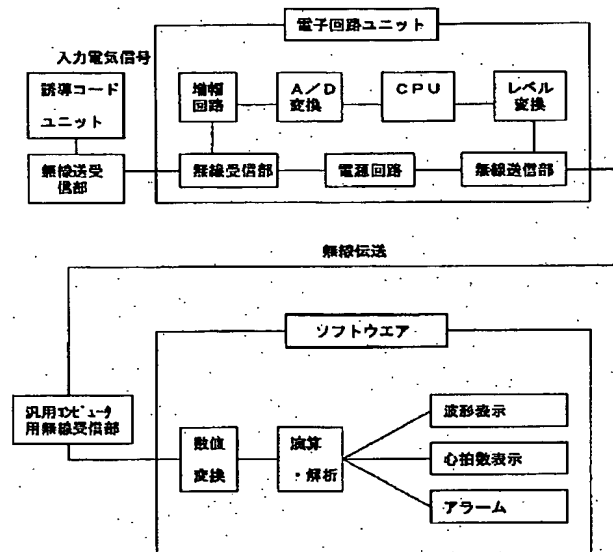 電子回路ユニット
入力電気信号
誘導コード
ユニット
増幅
回路
A/D
変換
CPU
レベル
変換
無線送受
信部
無線受信部
電源回路
無線送信部
無線伝送
ソフトウエア
汎用ｺﾝﾋﾟｭｰﾀ
用無線受信部
数値
変換
演算
・解析
波形表示
心拍数表示
アラーム